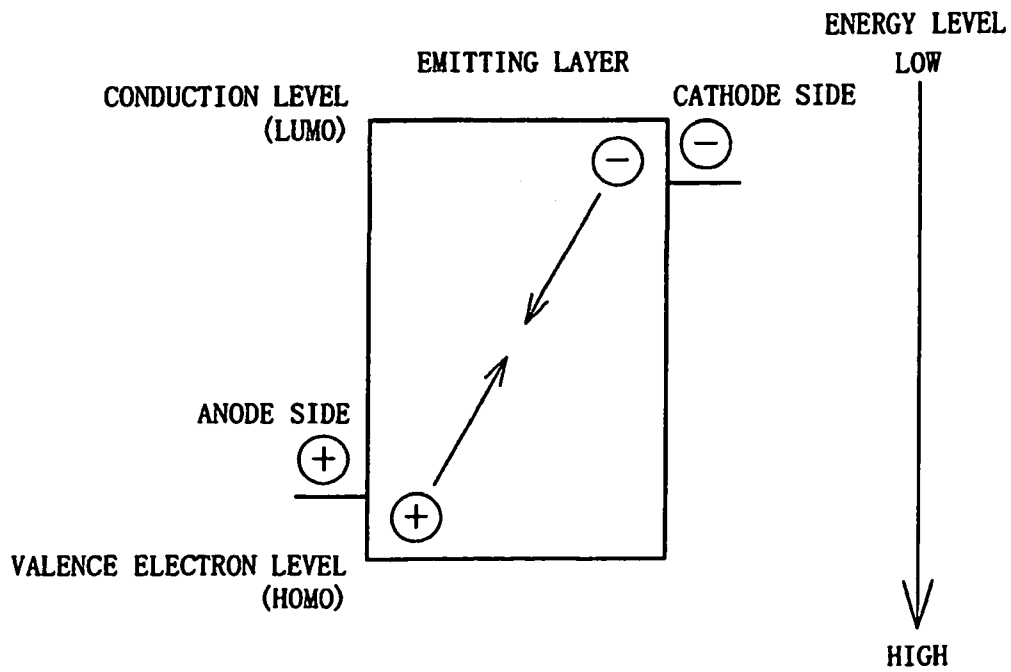 ENERGY LEVEL
LOW
EMITTING LAYER
CONDUCTION LEVEL
(LUMO)
CATHODE SIDE
−
−
ANODE SIDE
+
+
VALENCE ELECTRON LEVEL
(HOMO)
HIGH